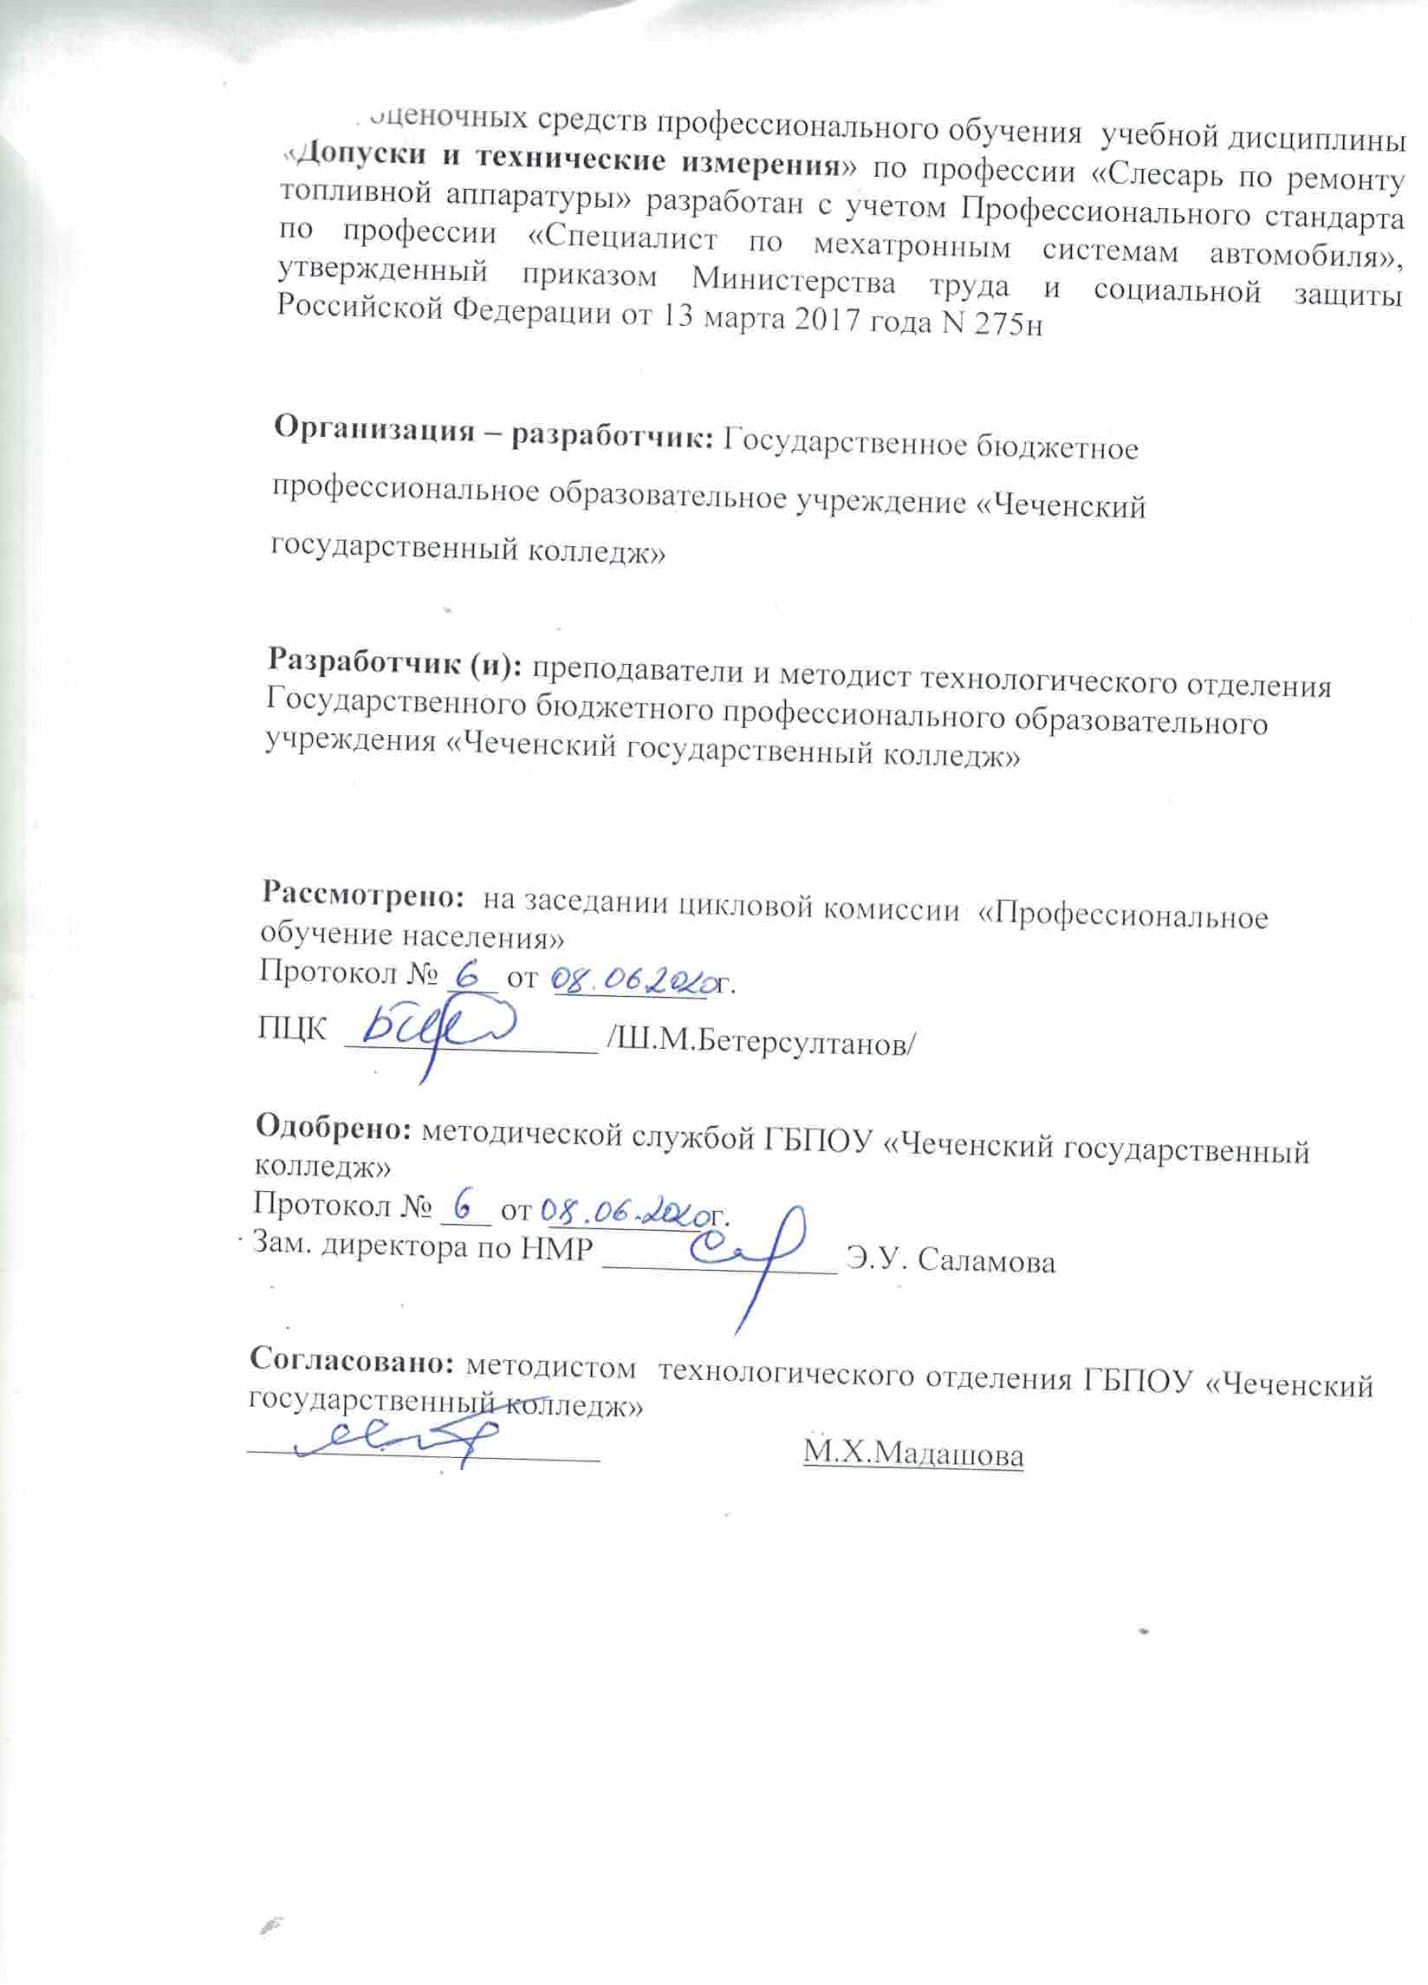 оценочных средств профессионального обучения учебной дисциплины
«Допуски и технические измерения» по профессии «Слесарь по ремонту
топливной аппаратуры» разработан с учетом Профессионального стандарта
по профессии «Специалист по мехатронным системам автомобиля»,
утвержденный приказом Министерства труда и социальной защиты
Российской Федерации от 13 марта 2017 года N 275н
Организация – разработчик: Государственное бюджетное
профессиональное образовательное учреждение «Чеченский
государственный колледж»
Разработчик (и): преподаватели и методист технологического отделения
Государственного бюджетного профессионального образовательного
учреждения «Чеченский государственный колледж»
Рассмотрено: на заседании цикловой комиссии «Профессиональное
обучение населения»
Протокол № 6 от 08.06.2020г.
ПЦК /Ш.М.Бетерсултанов/
Одобрено: методической службой ГБПОУ «Чеченский государственный
колледж»
Протокол № 6 от 08.06.2020г.
Зам. директора по НМР Э.У. Саламова
Согласовано: методистом технологического отделения ГБПОУ «Чеченский
государственный колледж»
М.Х.Мадашова